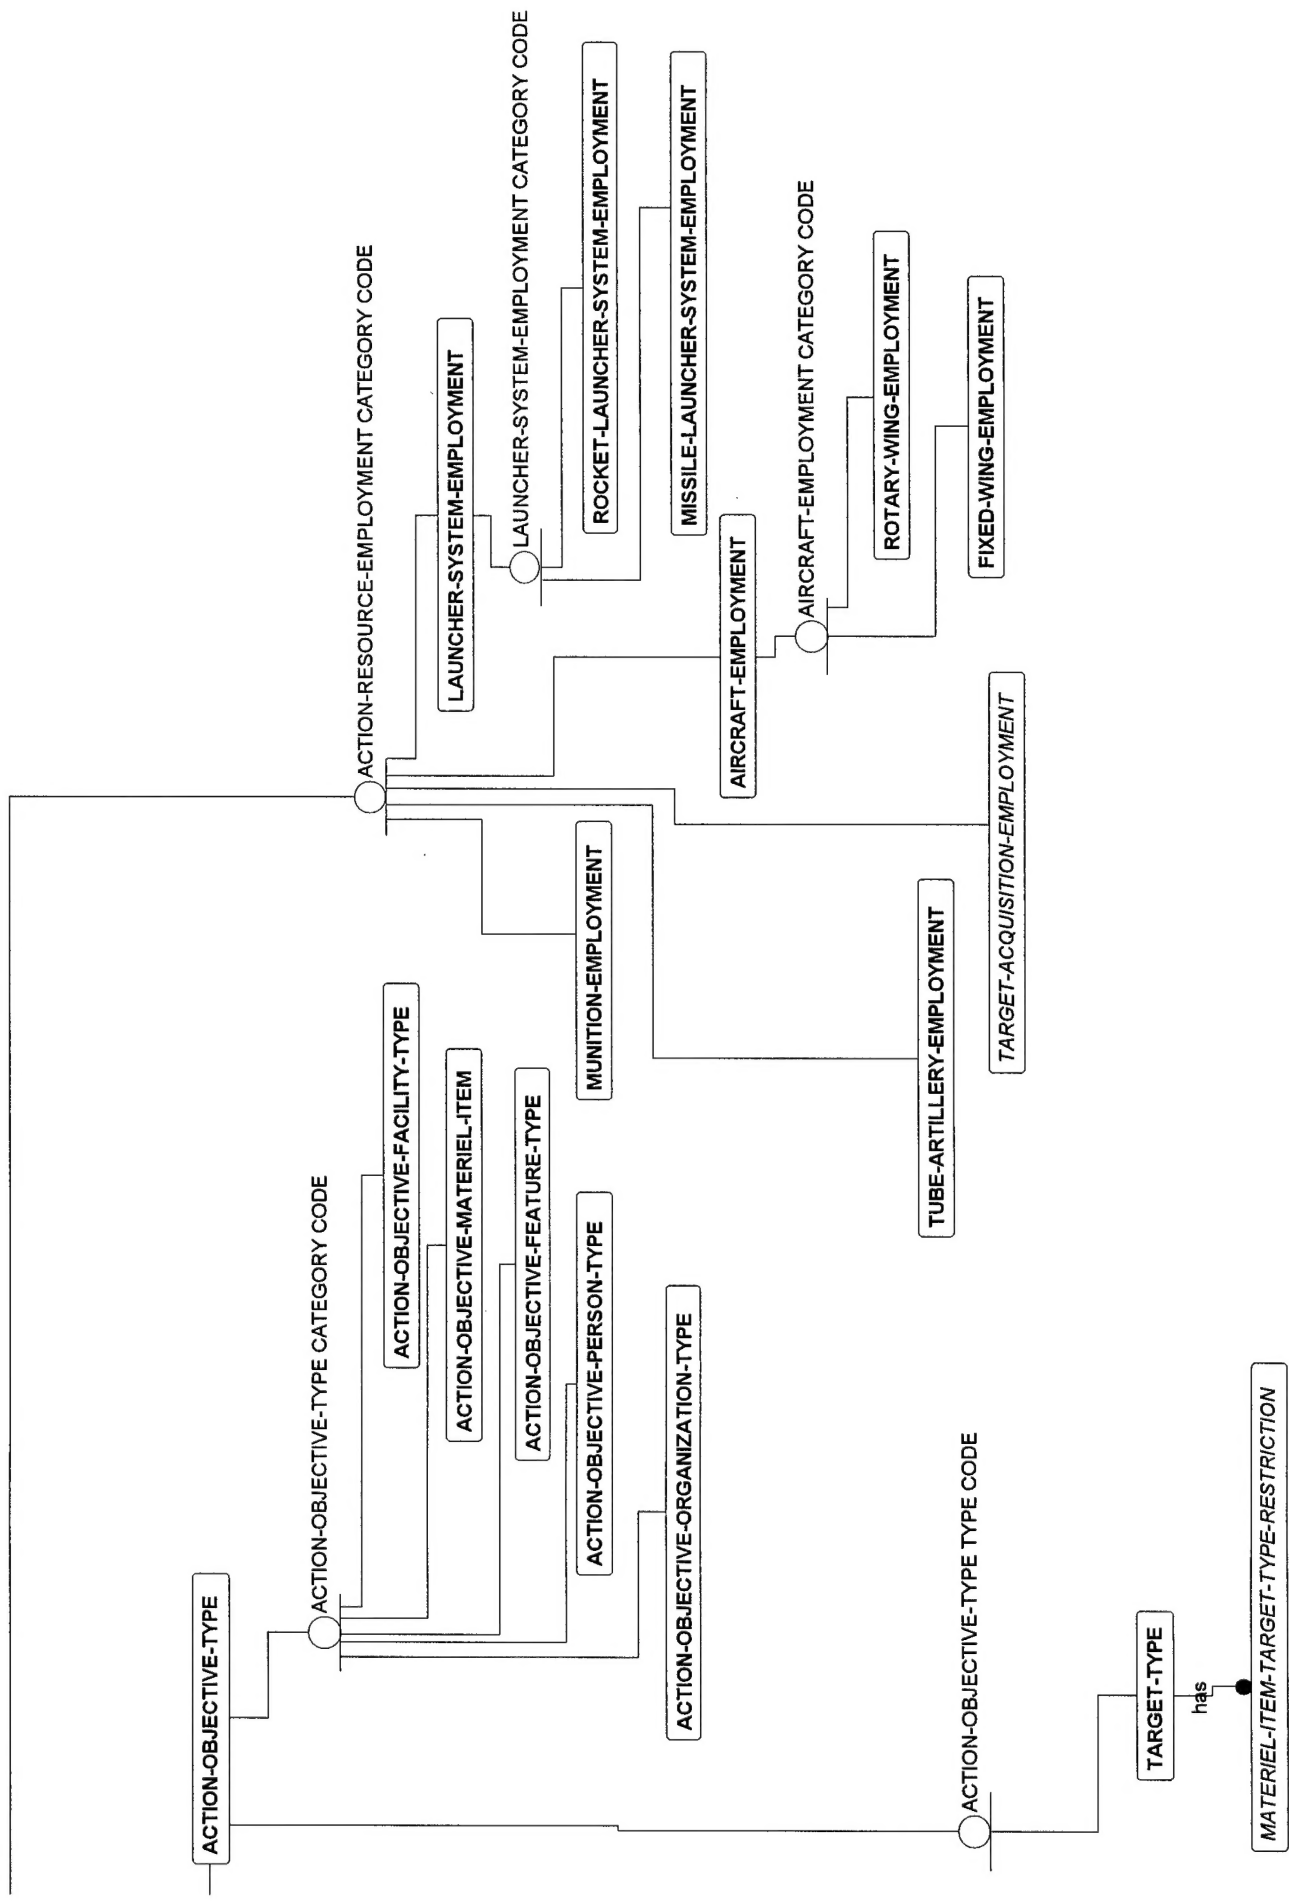 ACTION-OBJECTIVE-TYPE
ACTION-OBJECTIVE-TYPE CATEGORY CODE
ACTION-OBJECTIVE-FACILITY-TYPE
ACTION-OBJECTIVE-MATERIEL-ITEM
ACTION-OBJECTIVE-FEATURE-TYPE
ACTION-OBJECTIVE-PERSON-TYPE
ACTION-OBJECTIVE-ORGANIZATION-TYPE
ACTION-OBJECTIVE-TYPE TYPE CODE
TARGET-TYPE
has
MATERIEL-ITEM-TARGET-TYPE-RESTRICTION
ACTION-RESOURCE-EMPLOYMENT CATEGORY CODE
LAUNCHER-SYSTEM-EMPLOYMENT
LAUNCHER-SYSTEM-EMPLOYMENT CATEGORY CODE
ROCKET-LAUNCHER-SYSTEM-EMPLOYMENT
MISSILE-LAUNCHER-SYSTEM-EMPLOYMENT
MUNITION-EMPLOYMENT
AIRCRAFT-EMPLOYMENT
AIRCRAFT-EMPLOYMENT CATEGORY CODE
ROTARY-WING-EMPLOYMENT
FIXED-WING-EMPLOYMENT
TUBE-ARTILLERY-EMPLOYMENT
TARGET-ACQUISITION-EMPLOYMENT